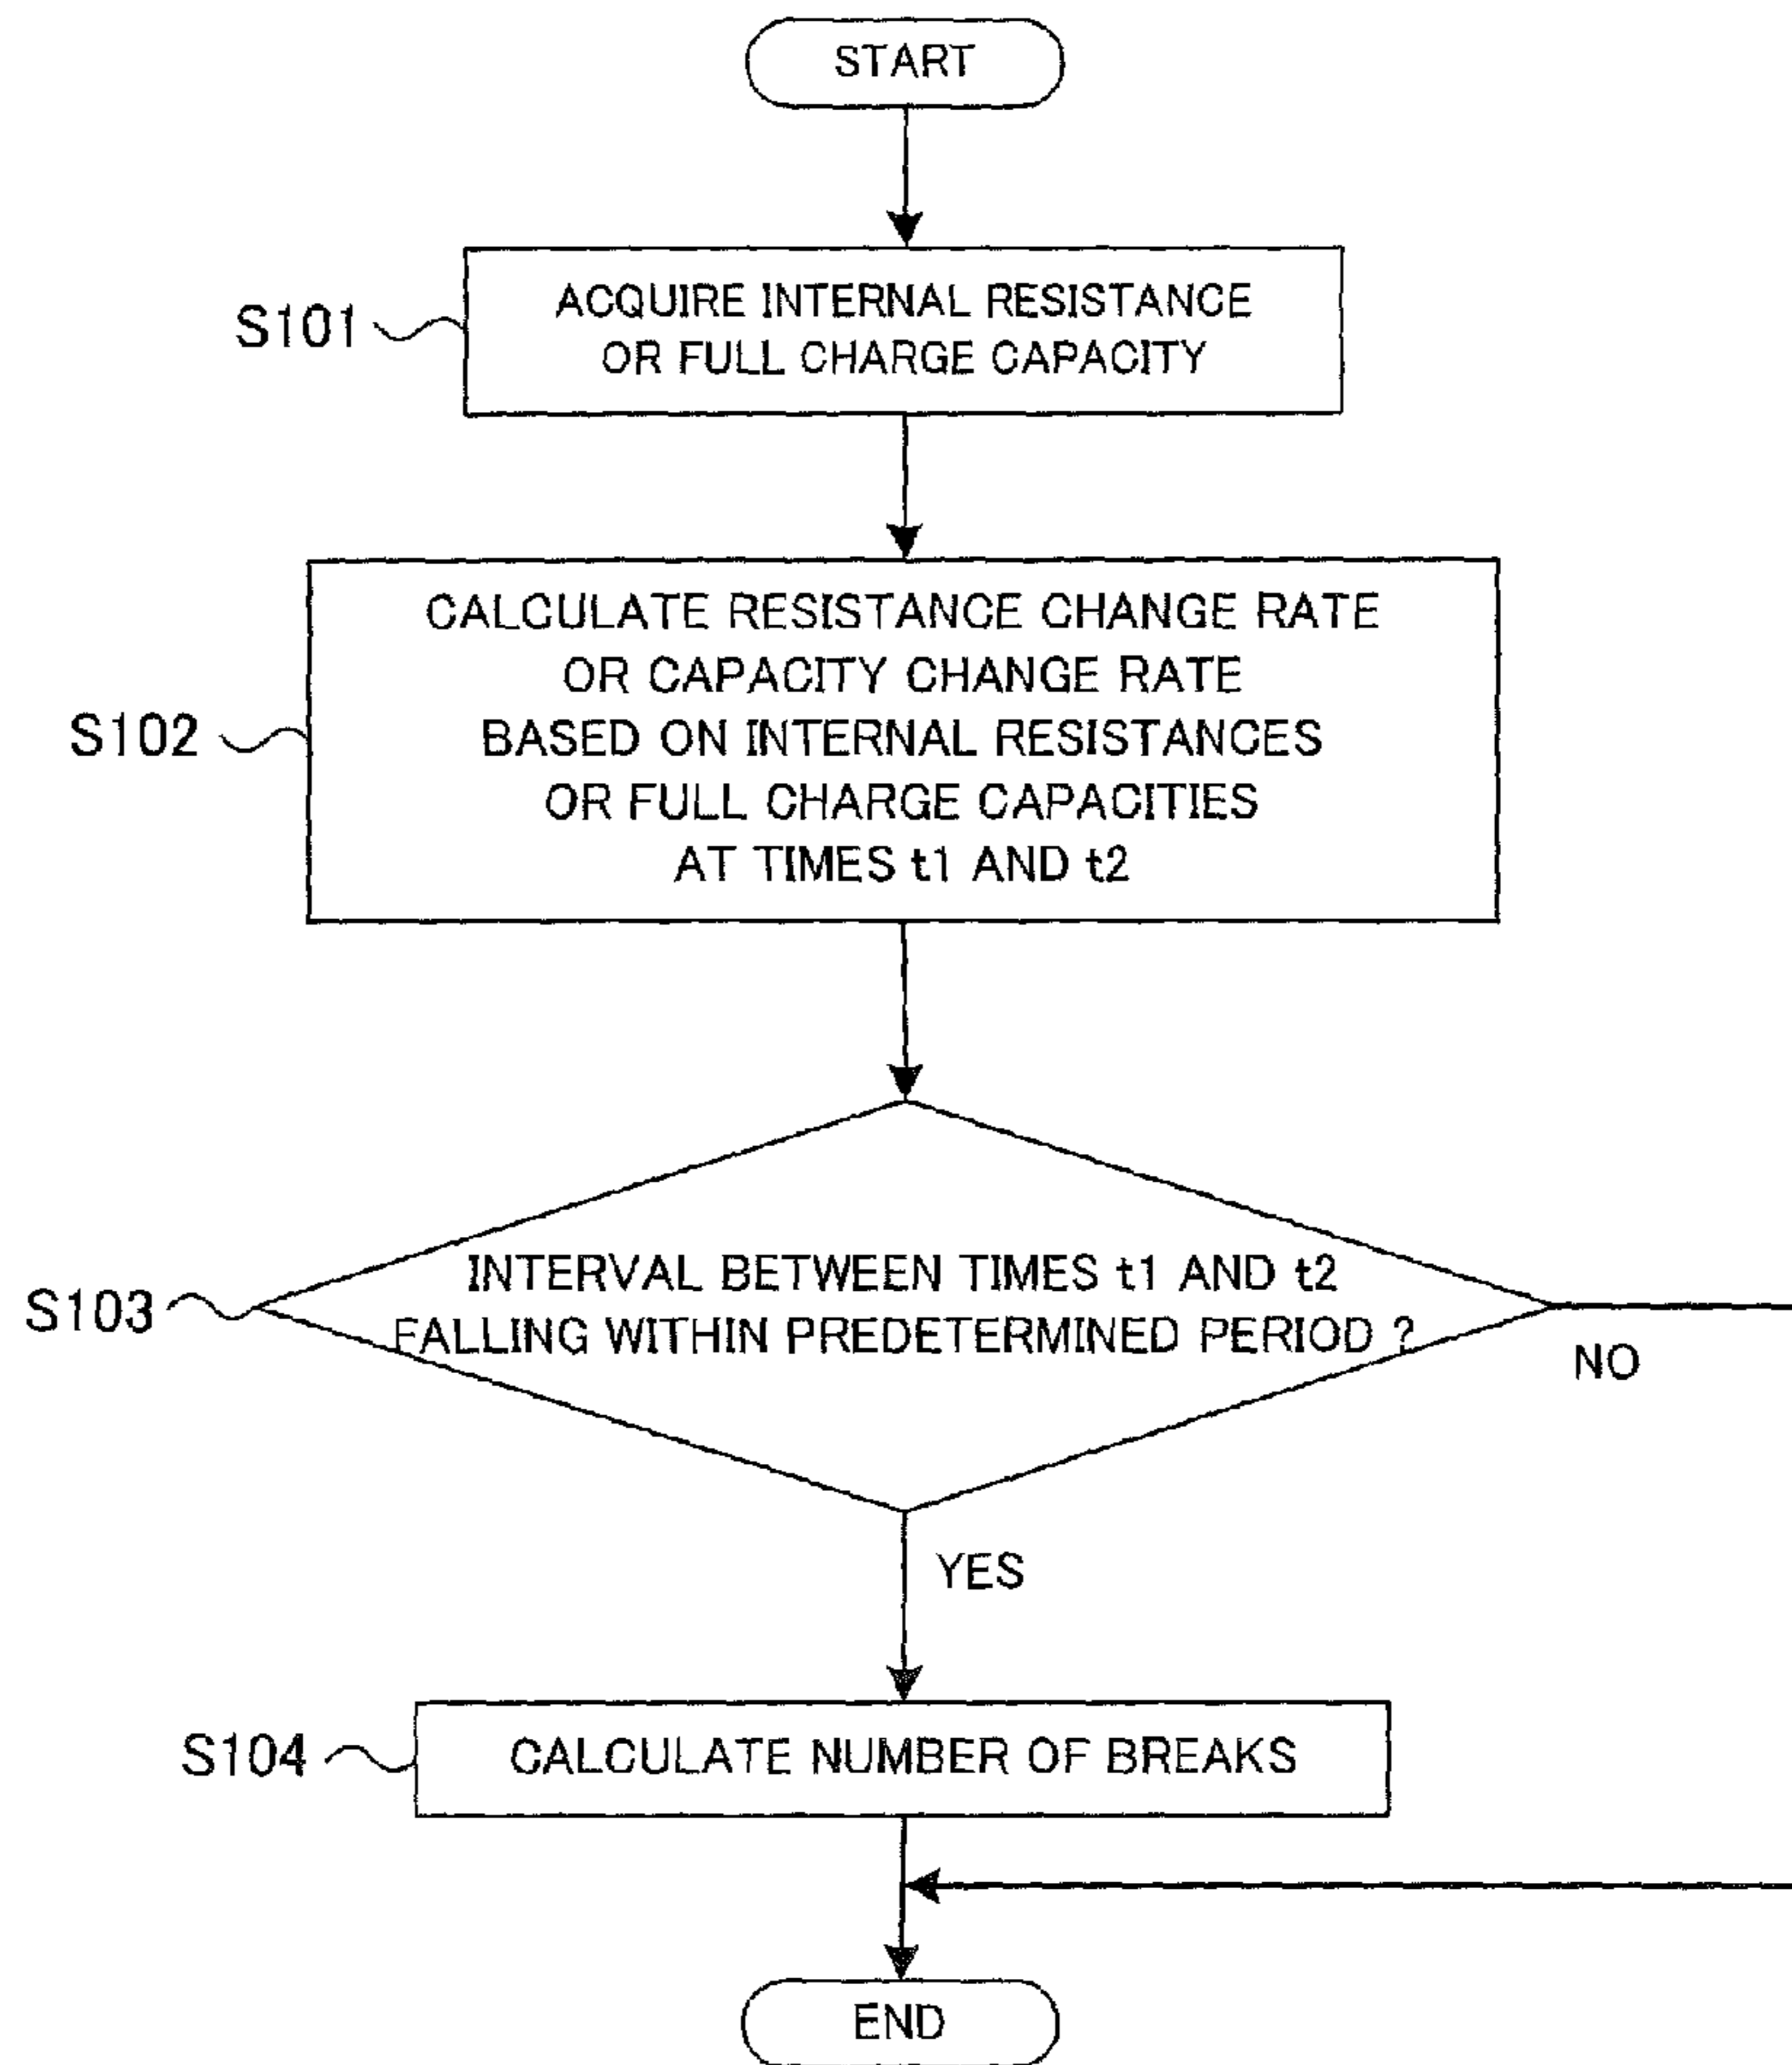 START
S101
ACQUIRE INTERNAL RESISTANCE
OR FULL CHARGE CAPACITY
S102
CALCULATE RESISTANCE CHANGE RATE
OR CAPACITY CHANGE RATE
BASED ON INTERNAL RESISTANCES
OR FULL CHARGE CAPACITIES
AT TIMES t1 AND t2
S103
INTERVAL BETWEEN TIMES t1 AND t2
FALLING WITHIN PREDETERMINED PERIOD ?
NO
YES
S104
CALCULATE NUMBER OF BREAKS
END